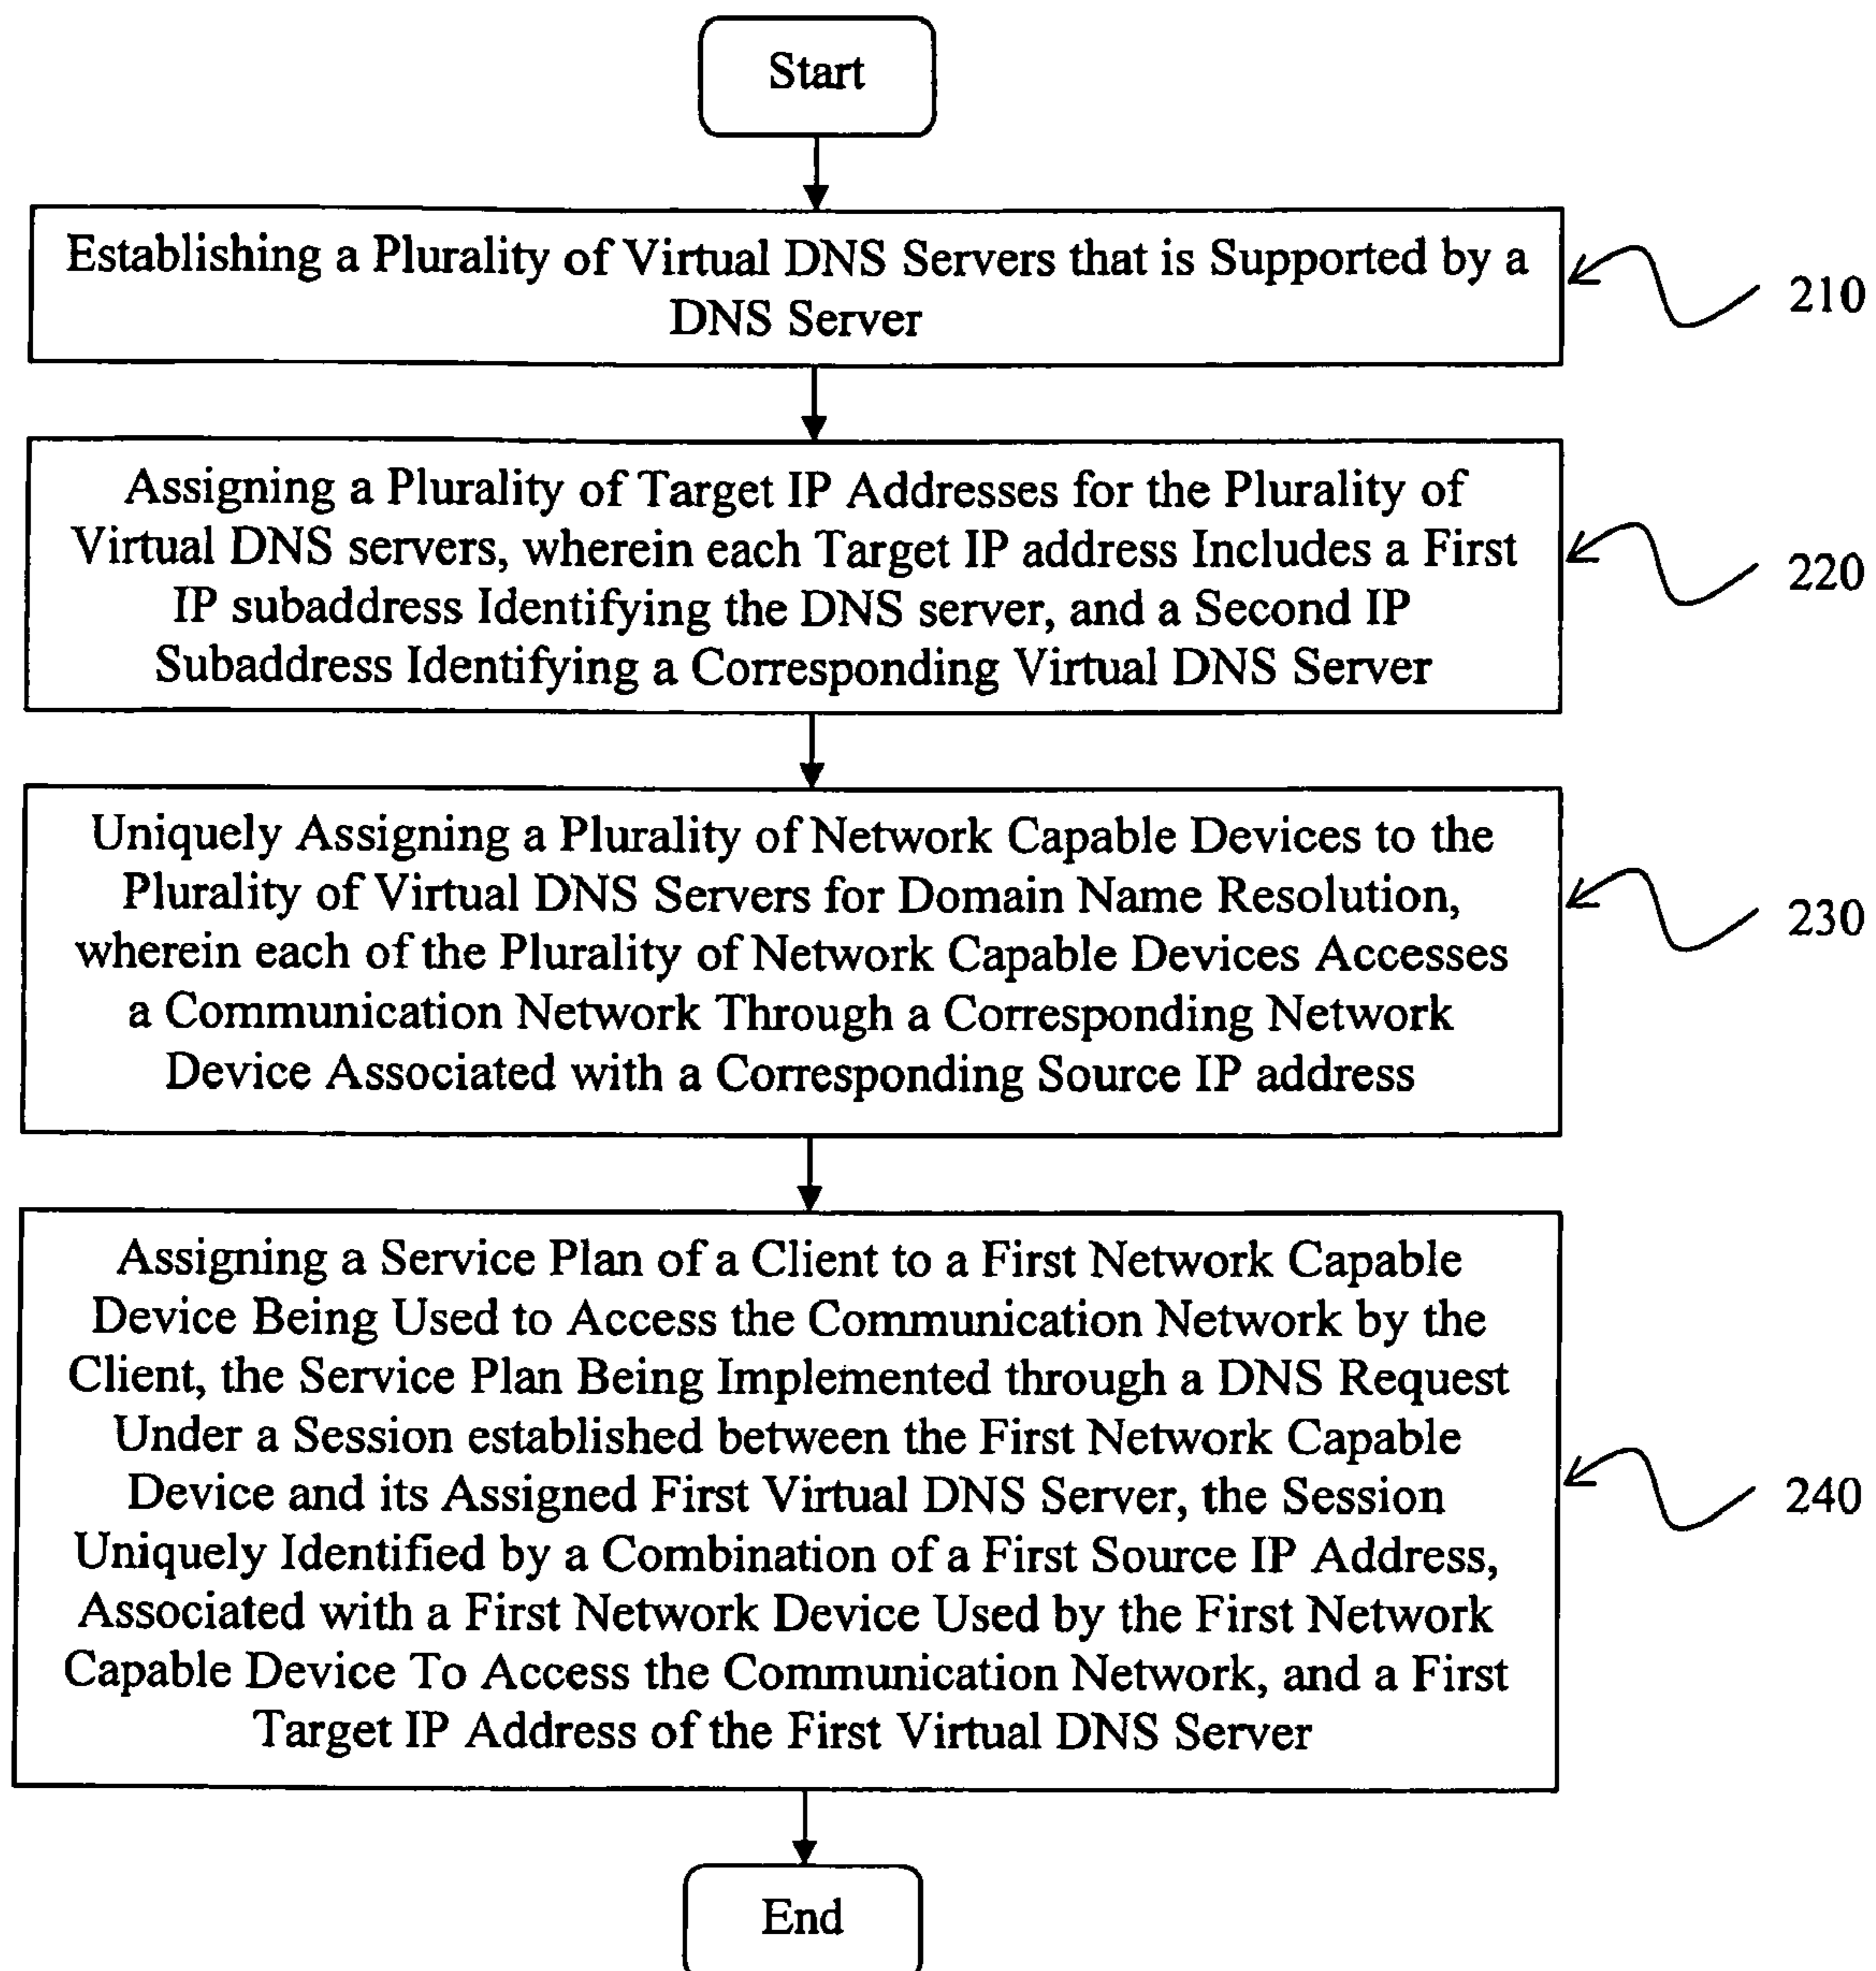 Start
Establishing a Plurality of Virtual DNS Servers that is Supported by a
DNS Server
210
Assigning a Plurality of Target IP Addresses for the Plurality of
Virtual DNS servers, wherein each Target IP address Includes a First
IP subaddress Identifying the DNS server, and a Second IP
Subaddress Identifying a Corresponding Virtual DNS Server
220
Uniquely Assigning a Plurality of Network Capable Devices to the
Plurality of Virtual DNS Servers for Domain Name Resolution,
wherein each of the Plurality of Network Capable Devices Accesses
a Communication Network Through a Corresponding Network
Device Associated with a Corresponding Source IP address
230
Assigning a Service Plan of a Client to a First Network Capable
Device Being Used to Access the Communication Network by the
Client, the Service Plan Being Implemented through a DNS Request
Under a Session established between the First Network Capable
Device and its Assigned First Virtual DNS Server, the Session
Uniquely Identified by a Combination of a First Source IP Address,
Associated with a First Network Device Used by the First Network
Capable Device To Access the Communication Network, and a First
Target IP Address of the First Virtual DNS Server
240
End